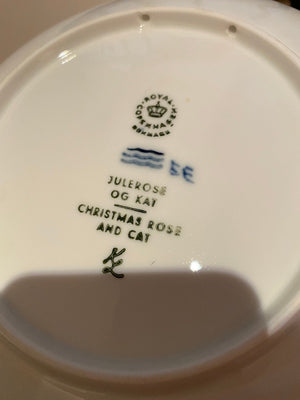 ROYAL
COPENHAGEN
DENMARK
JULEROSE
OG KAT
CHRISTMAS ROSE
AND CAT